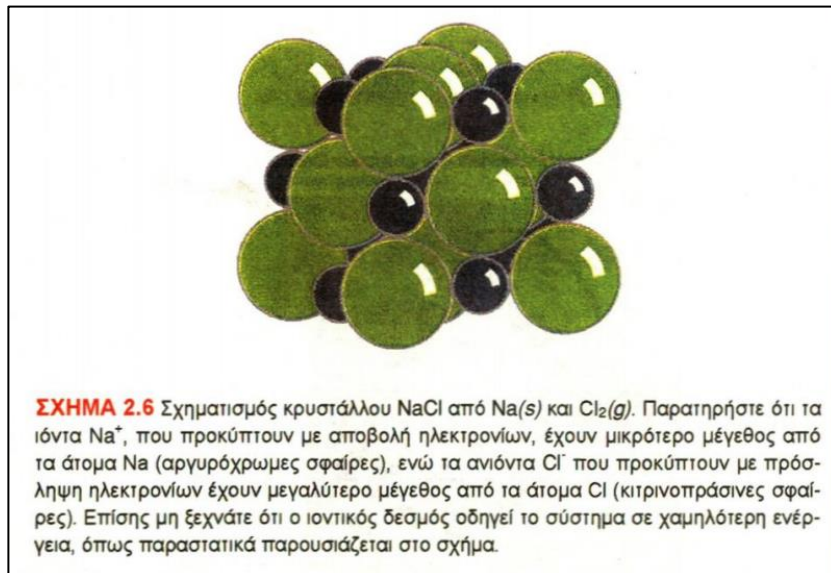 ΣΧΗΜΑ 2.6 Σχηματισμός κρυστάλλου NaCl από Na(s) και Cl₂(g). Παρατηρήστε ότι τα
ιόντα Na⁺, που προκύπτουν με αποβολή ηλεκτρονίων, έχουν μικρότερο μέγεθος από
τα άτομα Na (αργυρόχρωμες σφαίρες), ενώ τα ανιόντα Cl⁻ που προκύπτουν με πρόσ-
ληψη ηλεκτρονίων έχουν μεγαλύτερο μέγεθος από τα άτομα Cl (κιτρινοπράσινες σφαί-
ρες). Επίσης μη ξεχνάτε ότι ο ιοντικός δεσμός οδηγεί το σύστημα σε χαμηλότερη ενέρ-
γεια, όπως παραστατικά παρουσιάζεται στο σχήμα.